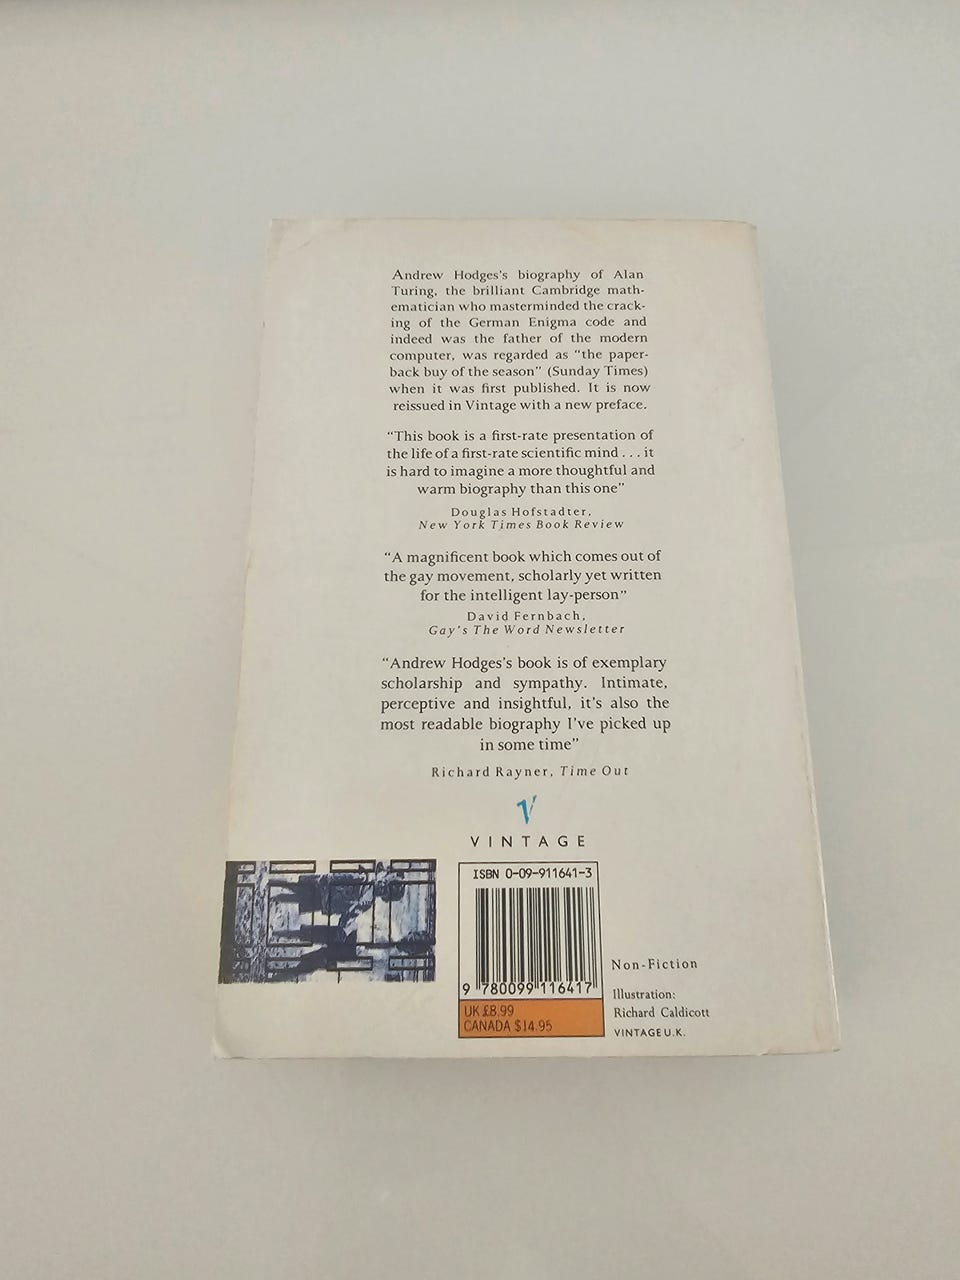 Andrew Hodges's biography of Alan
Turing, the brilliant Cambridge math-
ematician who masterminded the crack-
ing of the German Enigma code and
indeed was the father of the modern
computer, was regarded as "the paper-
back buy of the season" (Sunday Times)
when it was first published. It is now
reissued in Vintage with a new preface.
"This book is a first-rate presentation of
the life of a first-rate scientific mind . . . it
is hard to imagine a more thoughtful and
warm biography than this one"
Douglas Hofstadter,
New York Times Book Review
"A magnificent book which comes out of
the gay movement, scholarly yet written
for the intelligent lay-person"
David Fernbach,
Gay's The Word Newsletter
"Andrew Hodges's book is of exemplary
scholarship and sympathy. Intimate,
perceptive and insightful, it's also the
most readable biography I've picked up
in some time"
Richard Rayner, Time Out
V
VINTAGE
ISBN 0-09-911641-3
9 780099 116417
UK £8.99
CANADA $14.95
Non-Fiction
Illustration:
Richard Caldicott
VINTAGE U.K.